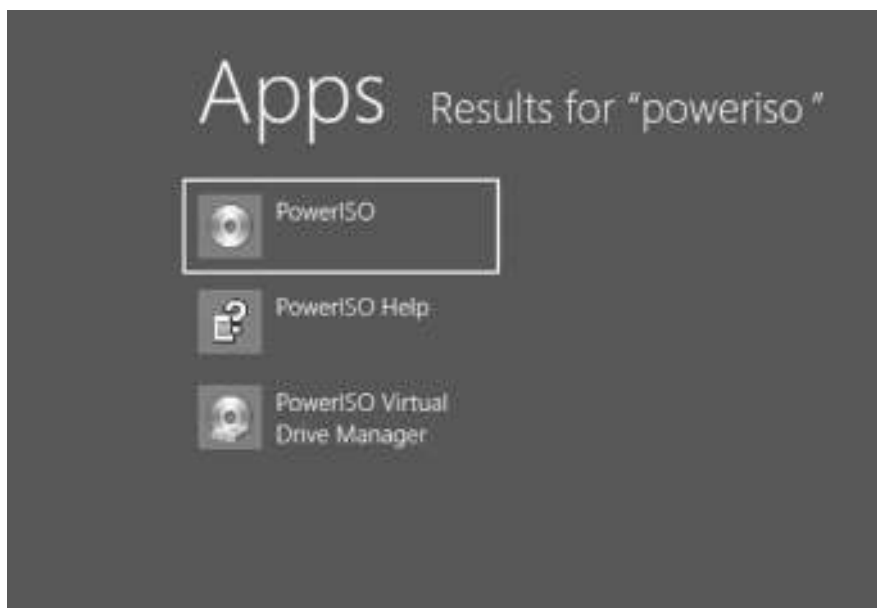 Apps Results for “poweriso”
PowerISO
PowerISO Help
PowerISO Virtual
Drive Manager